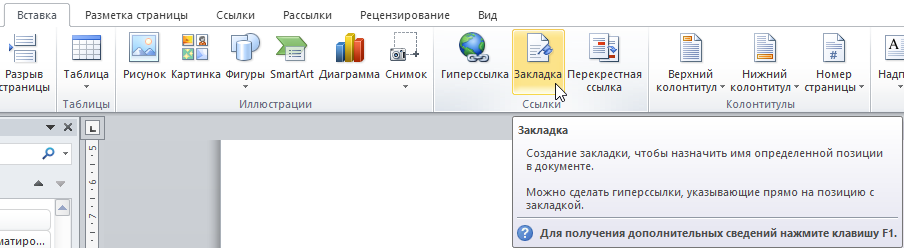 Вставка Разметка страницы Ссылки Рассылки Рецензирование Вид
Разрыв страницы
Таблица
Рисунок
Картинка
Фигуры
SmartArt
Диаграмма
Снимок
Гиперссылка
Закладка
Перекрестная
ссылка
Верхний
колонтитул
Нижний
колонтитул
Номер
страницы
Таблицы Иллюстрации Ссылки Колонтитулы
Закладка
Создание закладки, чтобы назначить имя определенной позиции
в документе.
Можно сделать гиперссылки, указывающие прямо на позицию с
закладкой.
Для получения дополнительных сведений нажмите клавишу F1.